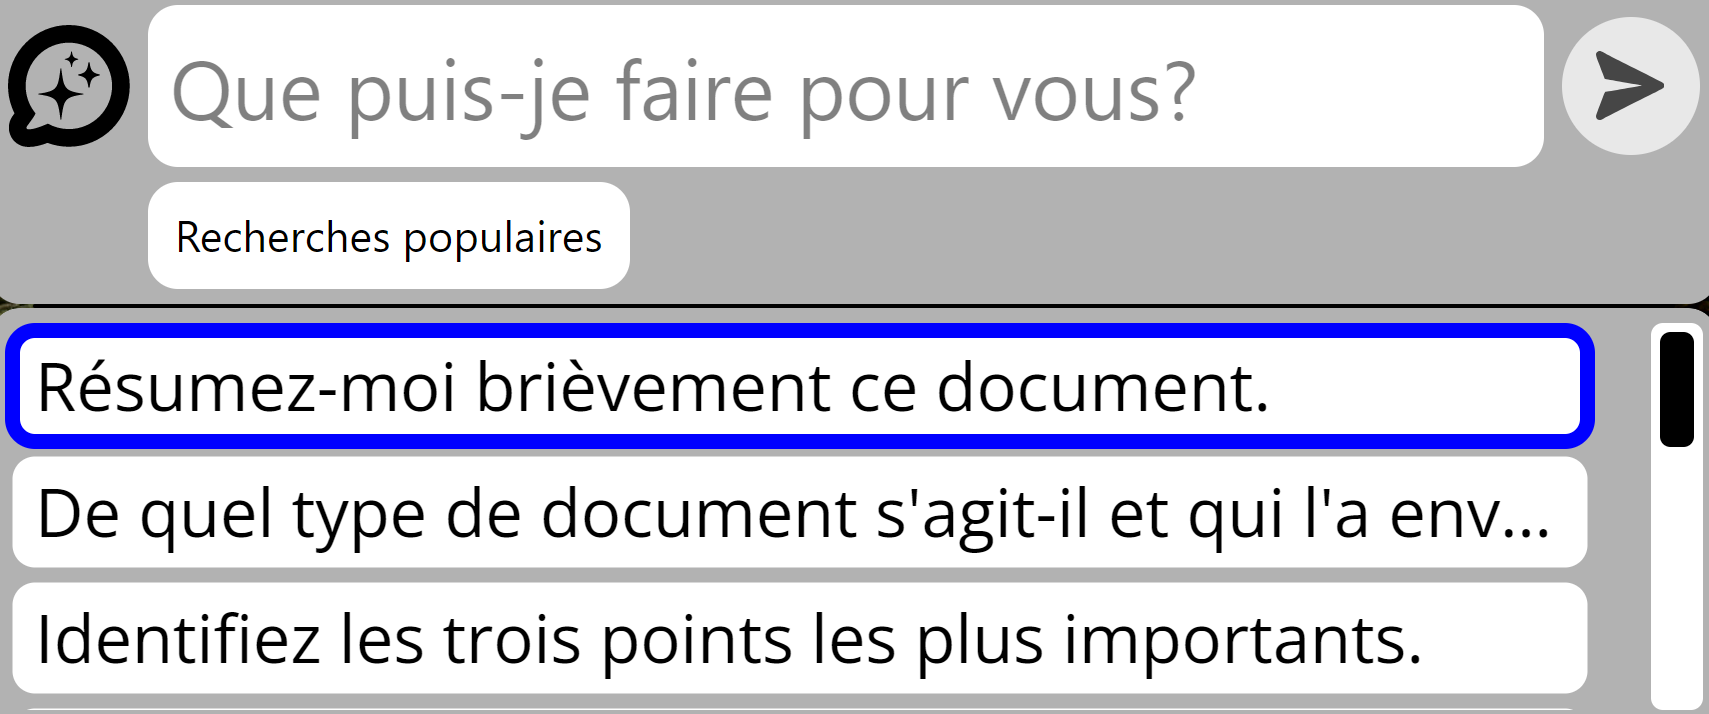 Que puis-je faire pour vous?
Recherches populaires
Résumez-moi brièvement ce document.
De quel type de document s'agit-il et qui l'a env...
Identifiez les trois points les plus importants.